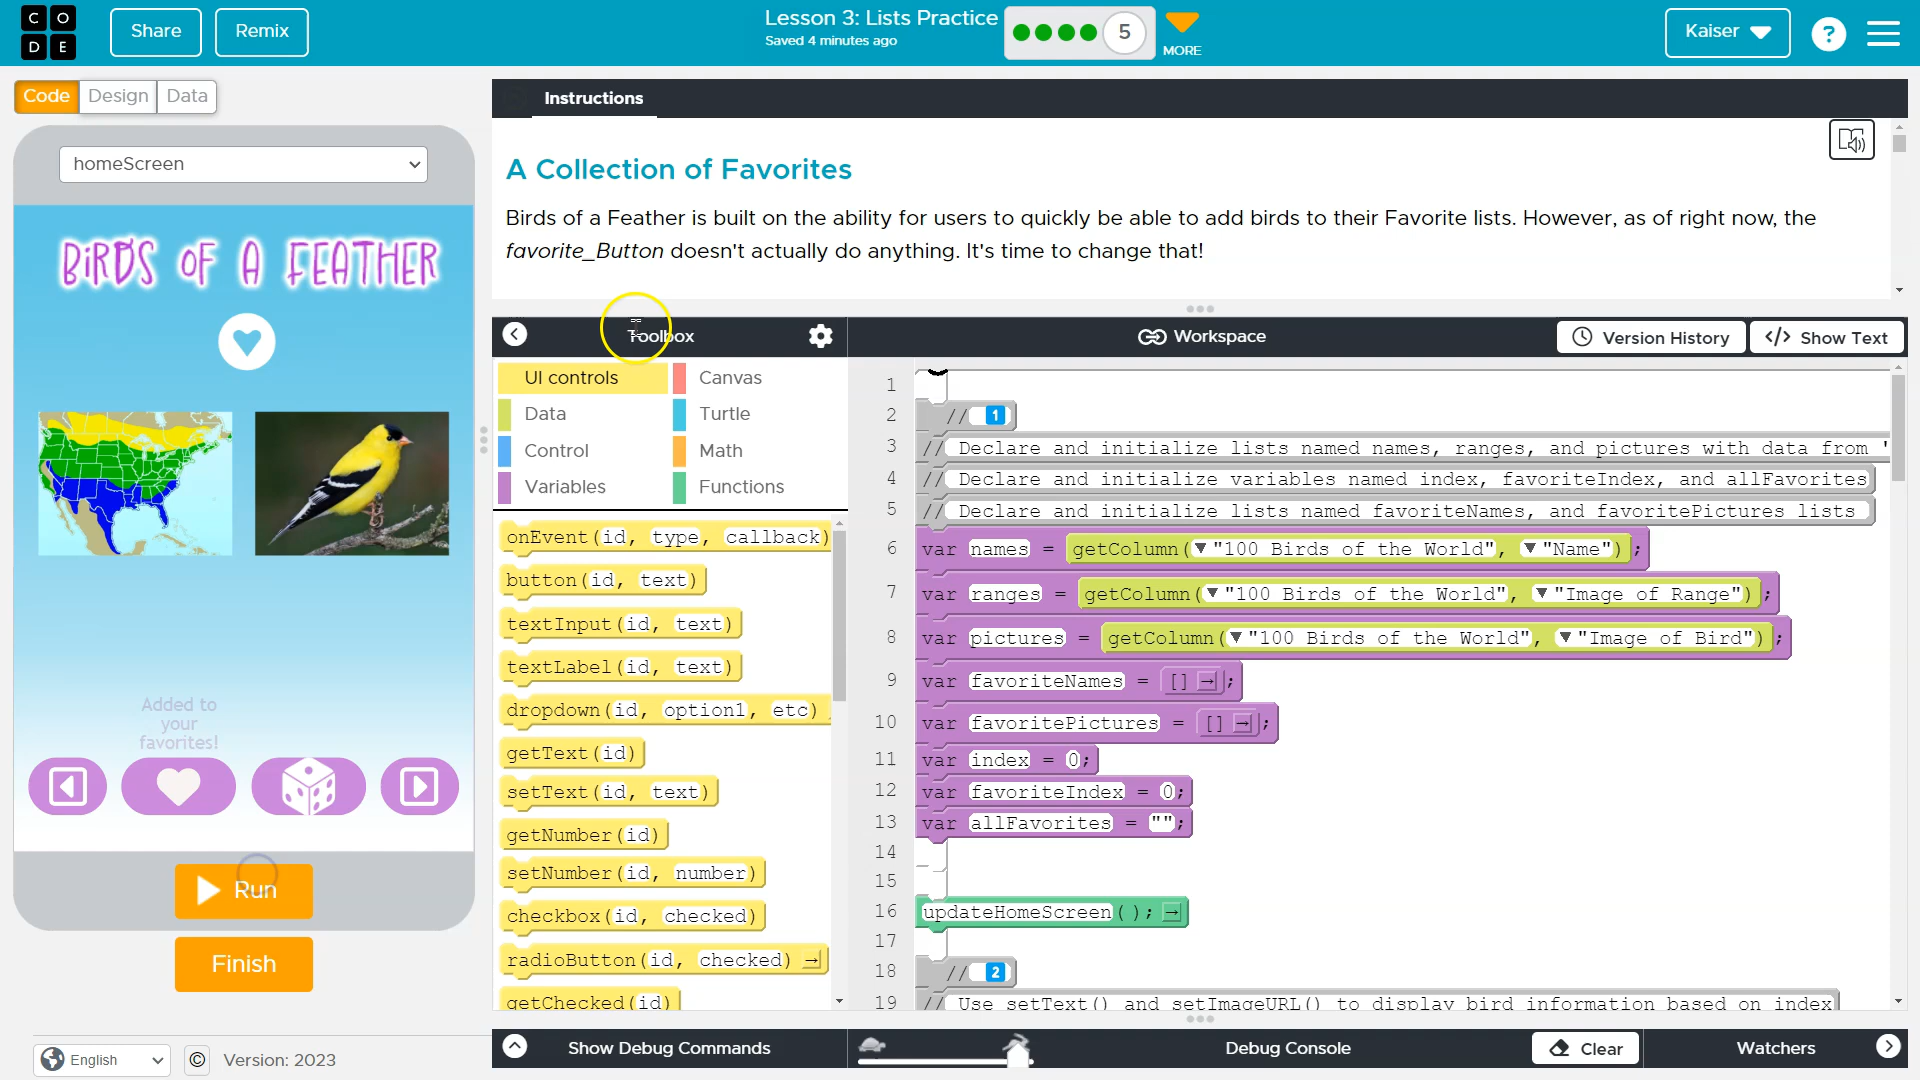 CO
DE
Share
Remix
Lesson 3: Lists Practice
Saved 4 minutes ago
5
MORE
Kaiser
?
Code
Design
Data
homeScreen
BIRDS OF A FEATHER
Added to
your
favorites!
Run
Finish
English
©
Version: 2023
Instructions
A Collection of Favorites
Birds of a Feather is built on the ability for users to quickly be able to add birds to their Favorite lists. However, as of right now, the
favorite_Button doesn't actually do anything. It's time to change that!
Toolbox
UI controls
Canvas
Data
Turtle
Control
Math
Variables
Functions
onEvent(id, type, callback)
button(id, text)
textInput(id, text)
textLabel(id, text)
dropdown(id, option1, etc)
getText(id)
setText(id, text)
getNumber(id)
setNumber(id, number)
checkbox(id, checked)
radioButton(id, checked) →
getChecked(id)
Workspace
Version History
</> Show Text
1
2 // 1
3 // Declare and initialize lists named names, ranges, and pictures with data from '
4 // Declare and initialize variables named index, favoriteIndex, and allFavorites
5 // Declare and initialize lists named favoriteNames, and favoritePictures lists
6 var names = getColumn(▼"100 Birds of the World", ▼"Name");
7 var ranges = getColumn(▼"100 Birds of the World", ▼"Image of Range");
8 var pictures = getColumn(▼"100 Birds of the World", ▼"Image of Bird");
9 var favoriteNames = [] →;
10 var favoritePictures = [] →;
11 var index = 0;
12 var favoriteIndex = 0;
13 var allFavorites = "";
14
15
16 updateHomeScreen(); →
17
18 // 2
19 // Use setText() and setImageURL() to display bird information based on index
Show Debug Commands
Debug Console
Clear
Watchers